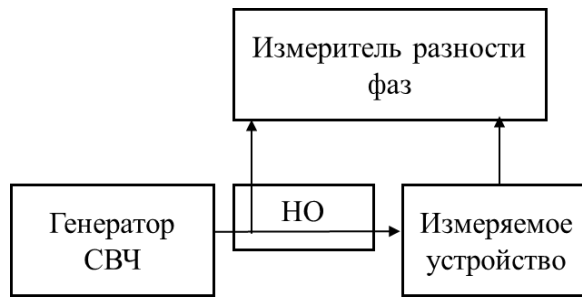 Измеритель разности
фаз
Генератор
СВЧ
НО
Измеряемое
устройство